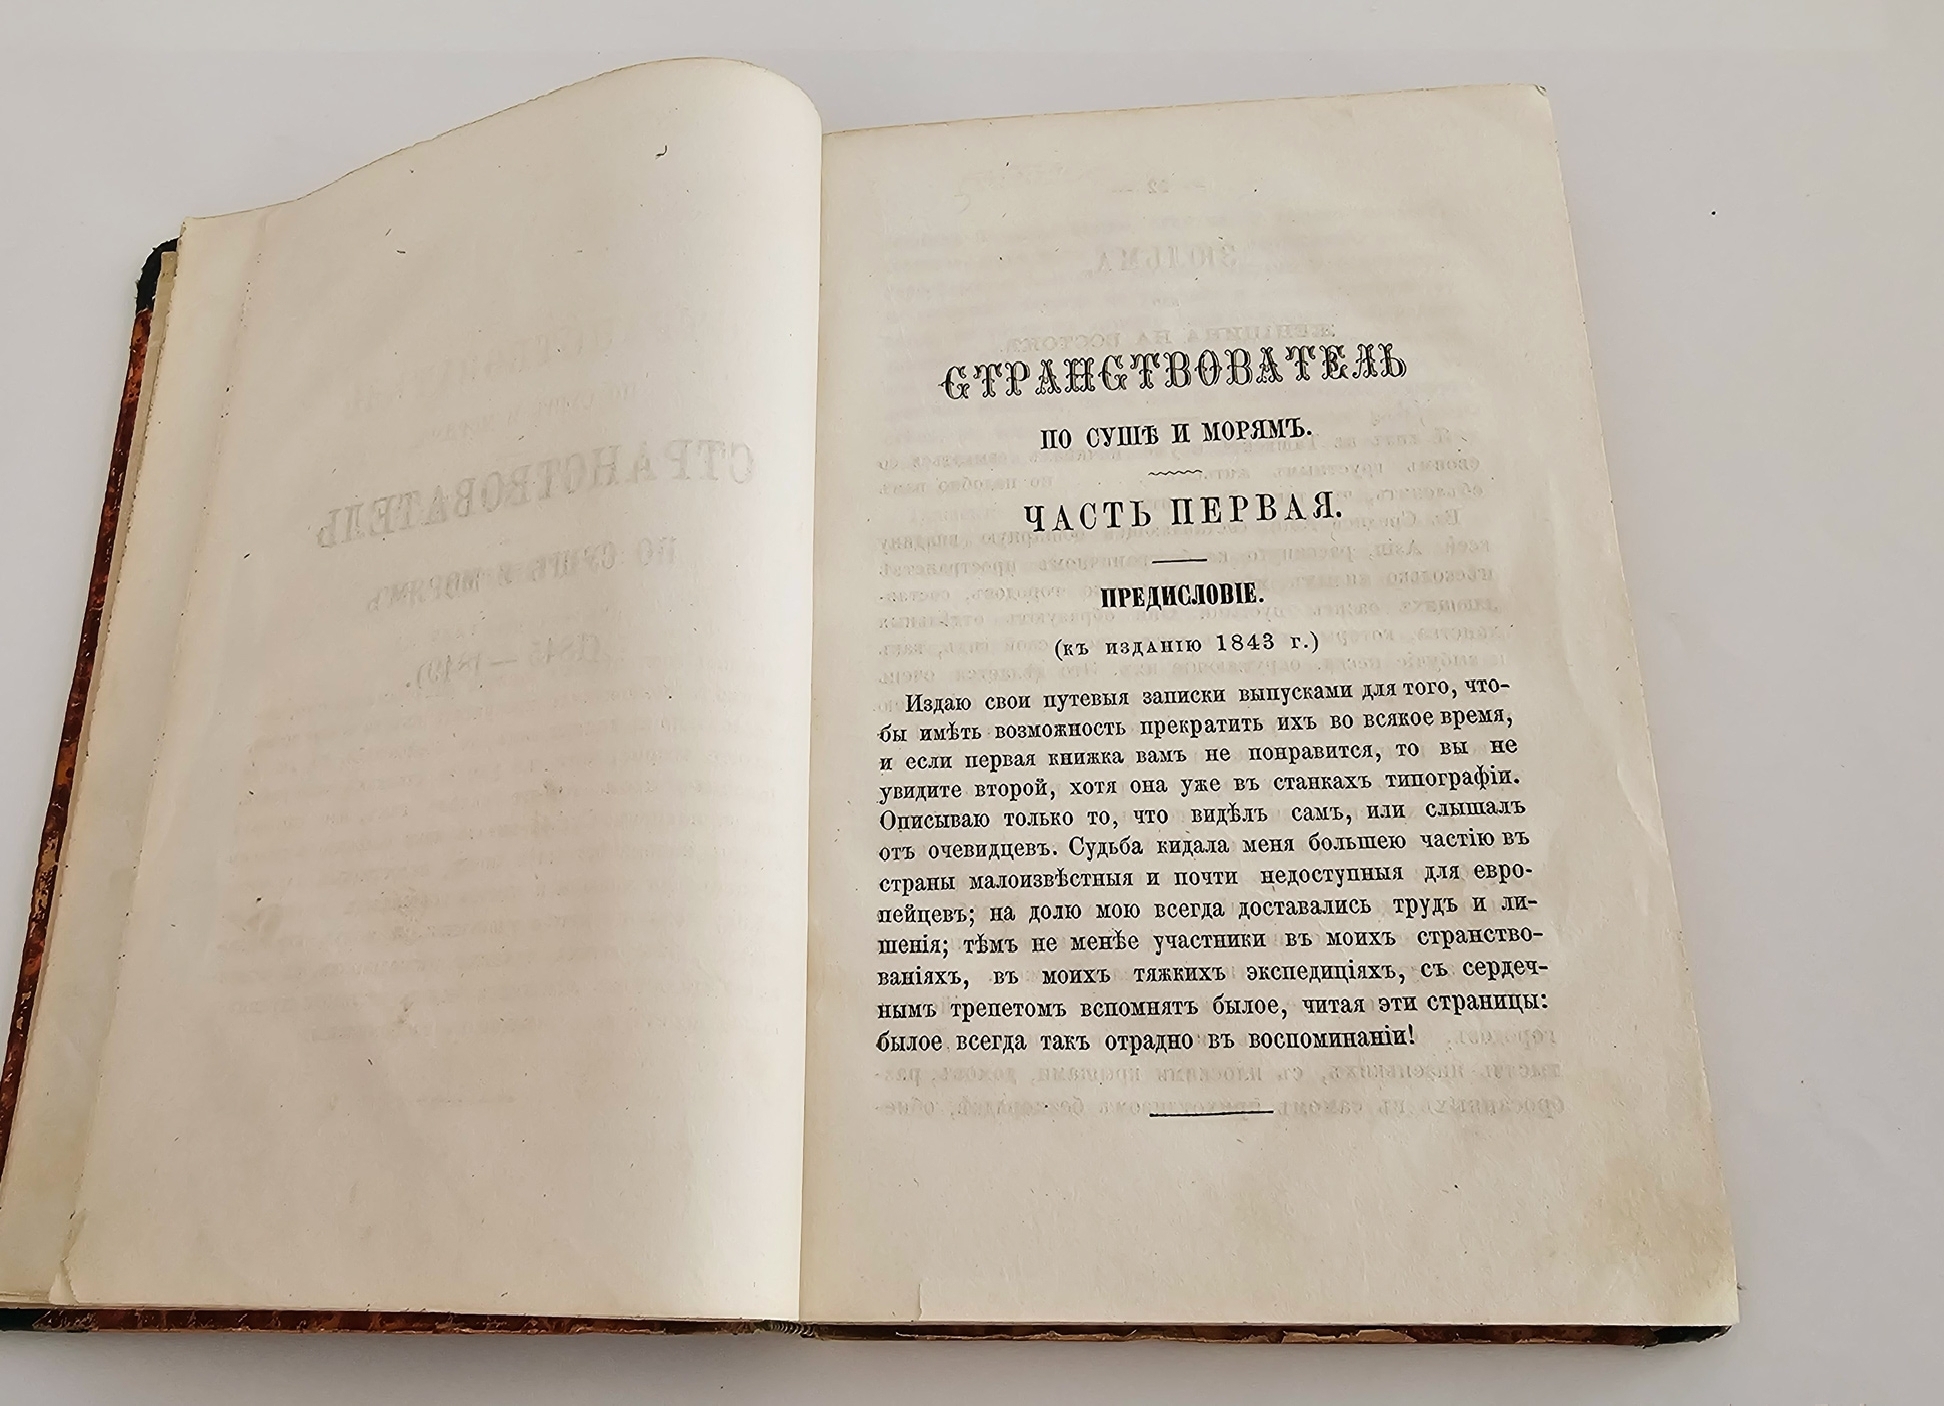 СТРАНСТВОВАТЕЛЬ
ПО СУШѢ И МОРЯМЪ.
ЧАСТЬ ПЕРВАЯ.
ПРЕДИСЛОВІЕ.
(къ изданію 1843 г.)
Издаю свои путевыя записки выпусками для того, что-
бы имѣть возможность прекратить ихъ во всякое время,
и если первая книжка вамъ не понравится, то вы не
увидите второй, хотя она уже въ станкахъ типографіи.
Описываю только то, что видѣлъ самъ, или слышалъ
отъ очевидцевъ. Судьба кидала меня большею частію въ
страны малоизвѣстныя и почти недоступныя для евро-
пейцевъ; на долю мою всегда доставались трудъ и ли-
шенія; тѣмъ не менѣе участники въ моихъ странство-
ваніяхъ, въ моихъ тяжкихъ экспедиціяхъ, съ сердеч-
нымъ трепетомъ вспомнятъ былое, читая эти страницы:
былое всегда такъ отрадно въ воспоминаніи!